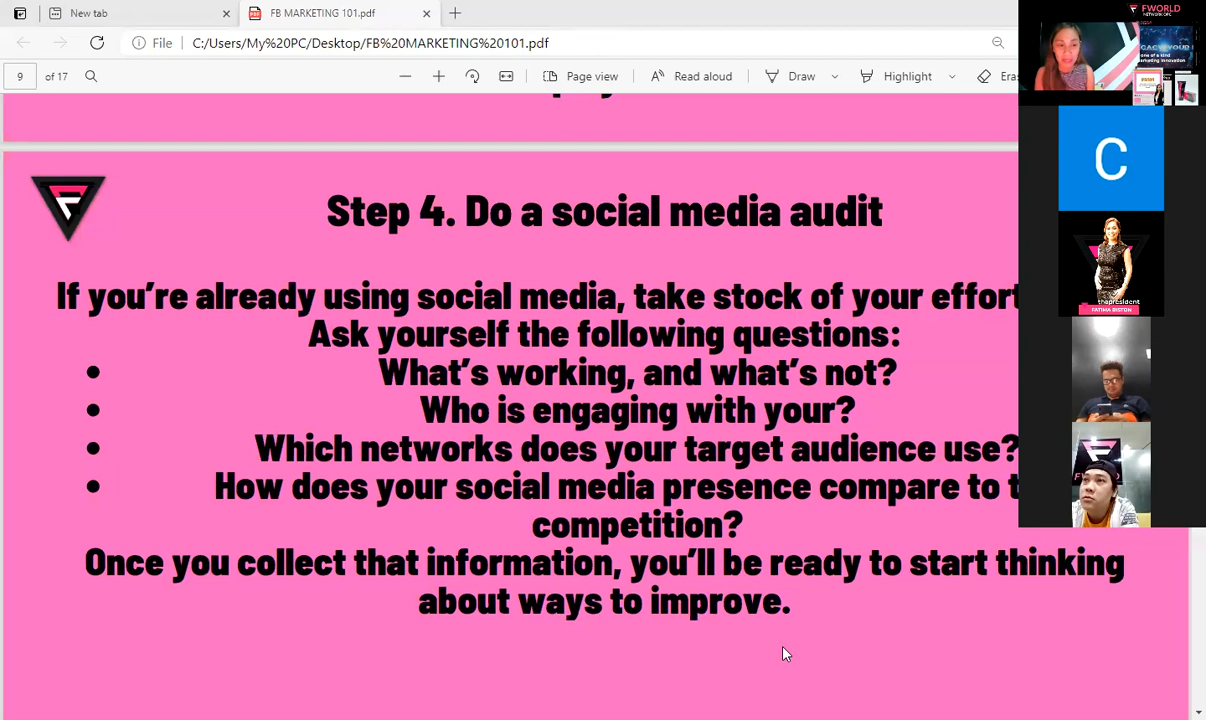 New tab
FB MARKETING 101.pdf
File
C:/Users/My%20PC/Desktop/FB%20MARKETING%20101.pdf
9
of 17
Page view
Read aloud
Draw
Highlight
Eras
Step 4. Do a social media audit
If you're already using social media, take stock of your effort
Ask yourself the following questions:
• What's working, and what's not?
• Who is engaging with your?
• Which networks does your target audience use?
• How does your social media presence compare to t
competition?
Once you collect that information, you'll be ready to start thinking
about ways to improve.
FWORLD
C
thepresident
FATIMA BISTON